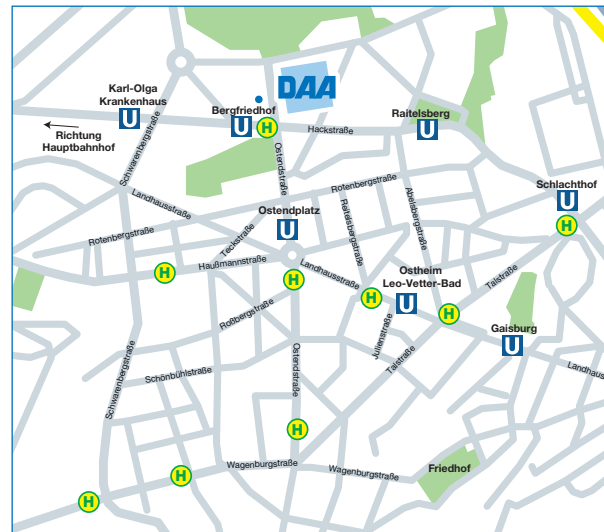 DAA
Karl-Olga
Krankenhaus
U
Bergfriedhof
U
H
Raitelsberg
U
Richtung
Hauptbahnhof
Hackstraße
Schwarenbergstraße
Ostendstraße
Landhausstraße
Rotenbergstraße
Schlachthof
U
H
Abelsbergstraße
Raitelsbergstraße
Ostendplatz
U
Teckstraße
Rotenbergstraße
Haußmannstraße
H
H
Landhausstraße
H
Ostheim
Leo-Vetter-Bad
U
Talstraße
H
Gaisburg
U
Roßbergstraße
Julienstraße
Talstraße
Landhaus
Schwarenbergstraße
Schönbühlstraße
Ostendstraße
H
Wagenburgstraße
Wagenburgstraße
Friedhof
H
H